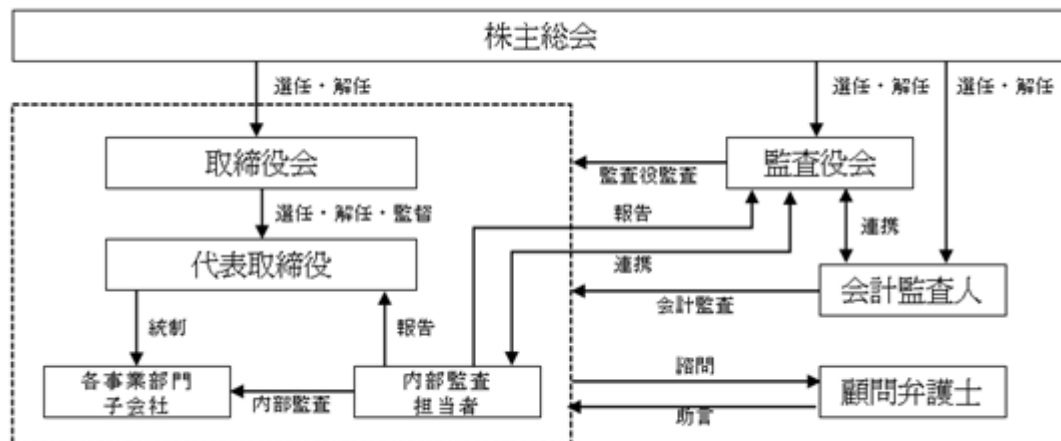 株主総会
選任・解任
選任・解任
選任・解任
取締役会
監査役会
監査役監査
選任・解任・監督
報告
連携
代表取締役
連携
会計監査人
会計監査
統制
報告
各事業部門
子会社
内部監査
内部監査
担当者
諮問
顧問弁護士
助言